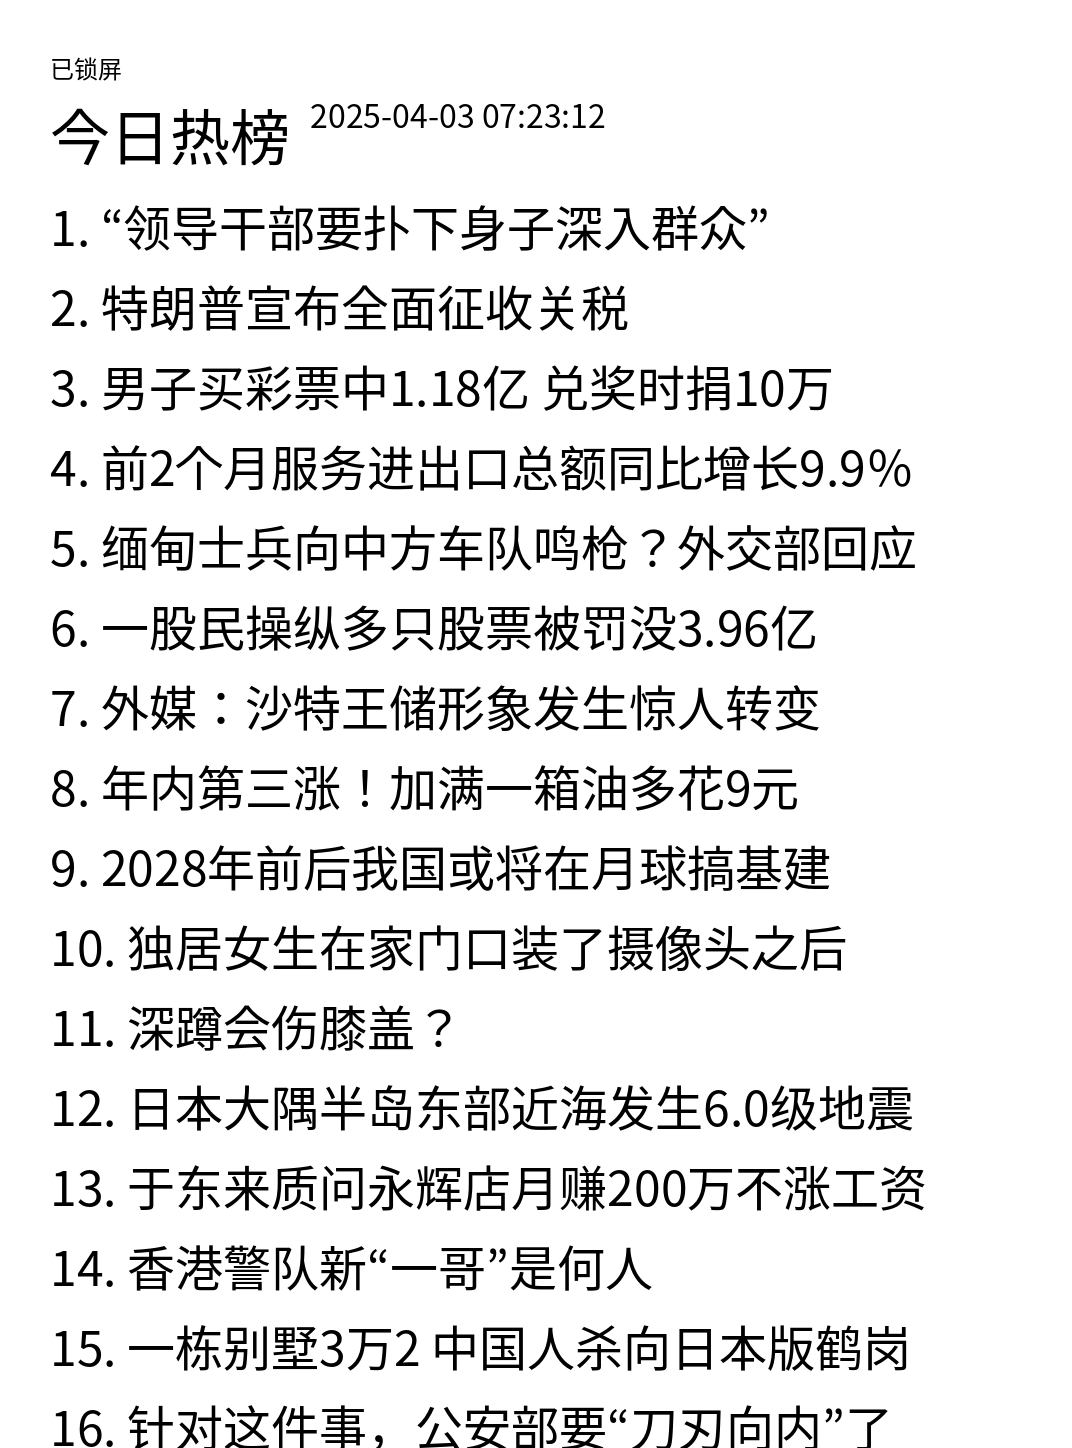 已锁屏
今日热榜 2025-04-03 07:23:12
1. “领导干部要扑下身子深入群众”
2. 特朗普宣布全面征收关税
3. 男子买彩票中1.18亿 兑奖时捐10万
4. 前2个月服务进出口总额同比增长9.9%
5. 缅甸士兵向中方车队鸣枪？外交部回应
6. 一股民操纵多只股票被罚没3.96亿
7. 外媒：沙特王储形象发生惊人转变
8. 年内第三涨！加满一箱油多花9元
9. 2028年前后我国或将在月球搞基建
10. 独居女生在家门口装了摄像头之后
11. 深蹲会伤膝盖？
12. 日本大隅半岛东部近海发生6.0级地震
13. 于东来质问永辉店月赚200万不涨工资
14. 香港警队新“一哥”是何人
15. 一栋别墅3万2 中国人杀向日本版鹤岗
16. 针对这件事，公安部要“刀刃向内”了